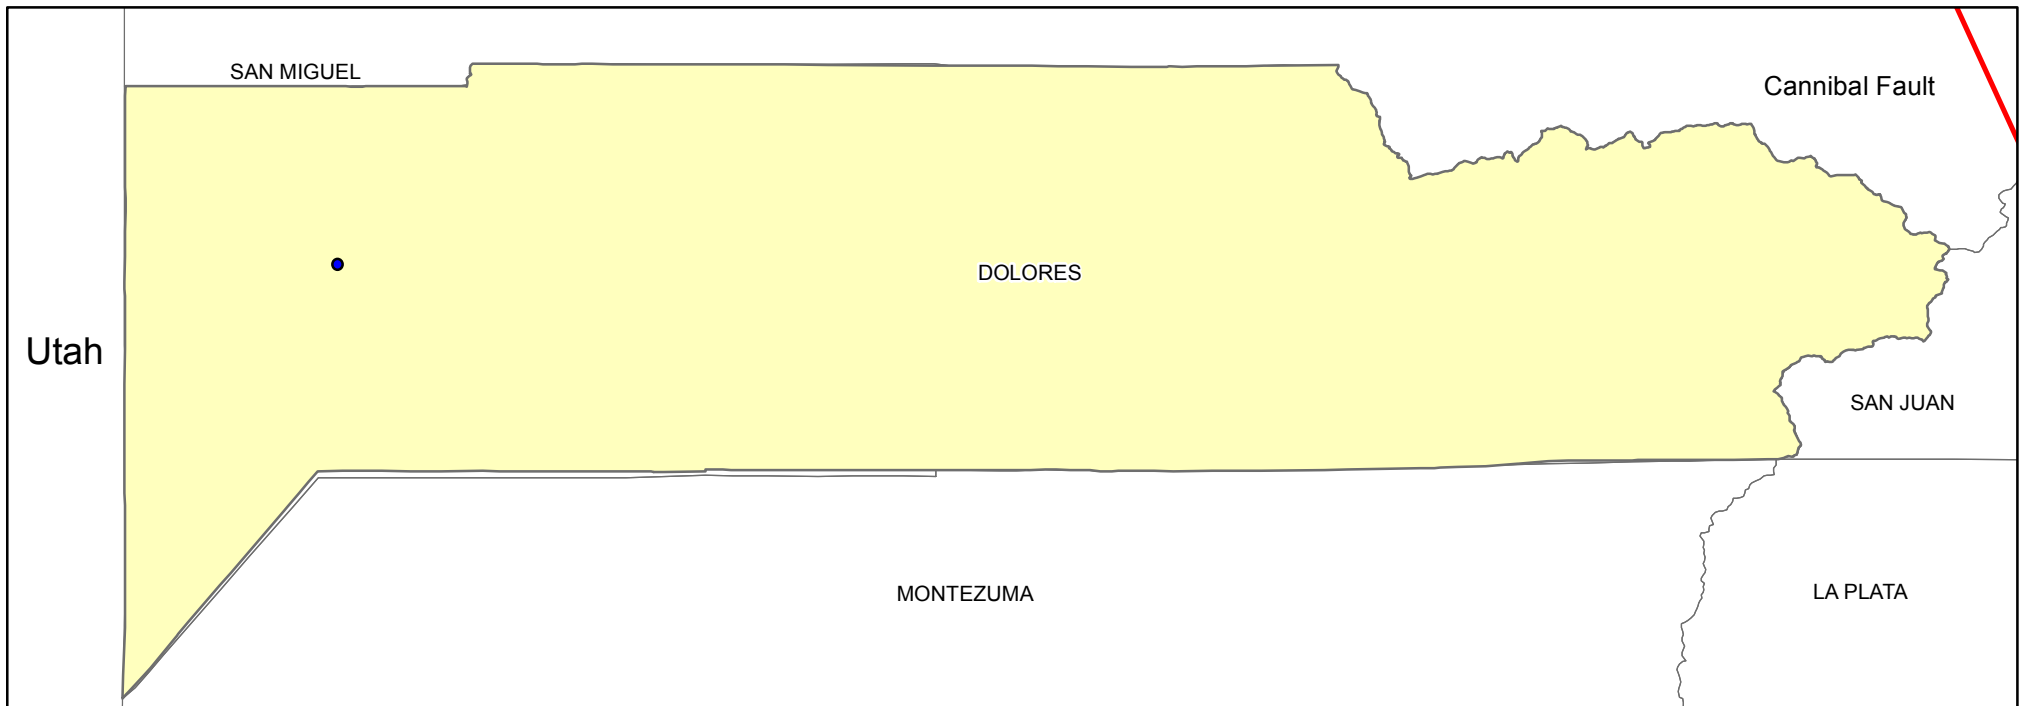 SAN MIGUEL
Cannibal Fault
DOLORES
Utah
SAN JUAN
MONTEZUMA
LA PLATA